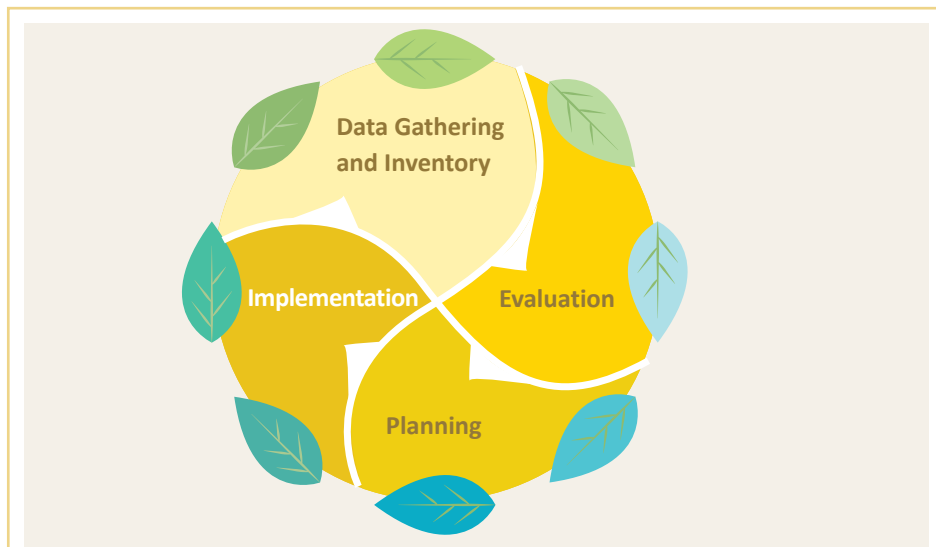 Data Gathering
and Inventory
Implementation
Evaluation
Planning